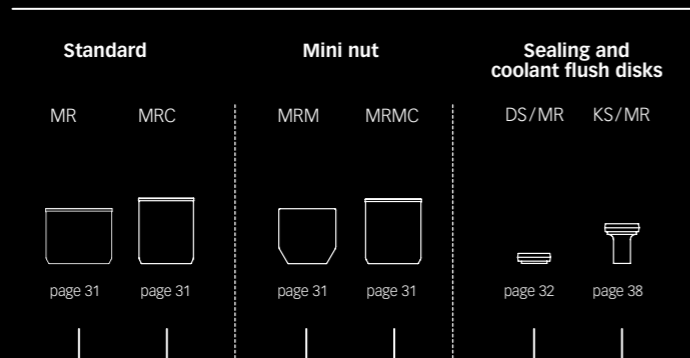 Standard
Mini nut
Sealing and
coolant flush disks
MR
MRC
MRM
MRMC
DS/MR
KS/MR
page 31
page 31
page 31
page 31
page 32
page 38